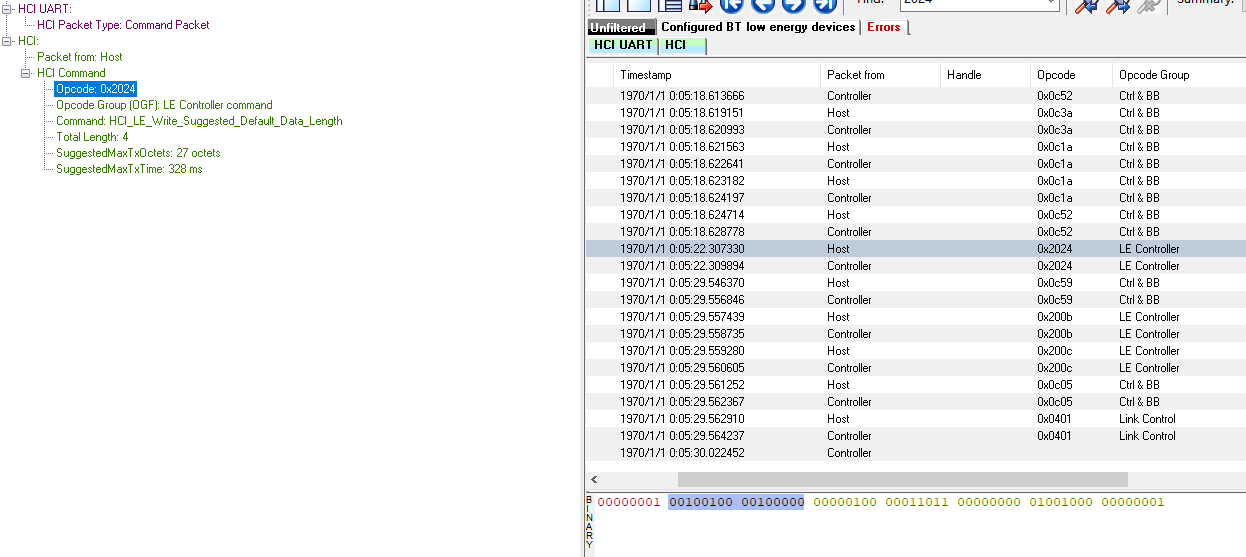 HCI UART:
HCI Packet Type: Command Packet
HCI:
Packet from: Host
HCI Command
Opcode: 0x2024
Opcode Group (OGF): LE Controller command
Command: HCI_LE_Write_Suggested_Default_Data_Length
Total Length: 4
SuggestedMaxTxOctets: 27 octets
SuggestedMaxTxTime: 328 ms
Unfiltered Configured BT low energy devices Errors
HCI UART HCI
Timestamp Packet from Handle Opcode Opcode Group
1970/1/1 0:05:18.613666 Controller 0x0c52 Ctrl & BB
1970/1/1 0:05:18.619151 Host 0x0c3a Ctrl & BB
1970/1/1 0:05:18.620993 Controller 0x0c3a Ctrl & BB
1970/1/1 0:05:18.621563 Host 0x0c1a Ctrl & BB
1970/1/1 0:05:18.622641 Controller 0x0c1a Ctrl & BB
1970/1/1 0:05:18.623182 Host 0x0c1a Ctrl & BB
1970/1/1 0:05:18.624197 Controller 0x0c1a Ctrl & BB
1970/1/1 0:05:18.624714 Host 0x0c52 Ctrl & BB
1970/1/1 0:05:18.628778 Controller 0x0c52 Ctrl & BB
1970/1/1 0:05:22.307330 Host 0x2024 LE Controller
1970/1/1 0:05:22.309894 Controller 0x2024 LE Controller
1970/1/1 0:05:29.546370 Host 0x0c59 Ctrl & BB
1970/1/1 0:05:29.556846 Controller 0x0c59 Ctrl & BB
1970/1/1 0:05:29.557439 Host 0x200b LE Controller
1970/1/1 0:05:29.558735 Controller 0x200b LE Controller
1970/1/1 0:05:29.559280 Host 0x200c LE Controller
1970/1/1 0:05:29.560605 Controller 0x200c LE Controller
1970/1/1 0:05:29.561252 Host 0x0c05 Ctrl & BB
1970/1/1 0:05:29.562367 Controller 0x0c05 Ctrl & BB
1970/1/1 0:05:29.562910 Host 0x0401 Link Control
1970/1/1 0:05:29.564237 Controller 0x0401 Link Control
1970/1/1 0:05:30.022452 Controller
BINARY
00000001 00100100 00100000 00000100 00011011 00000000 01001000 00000001